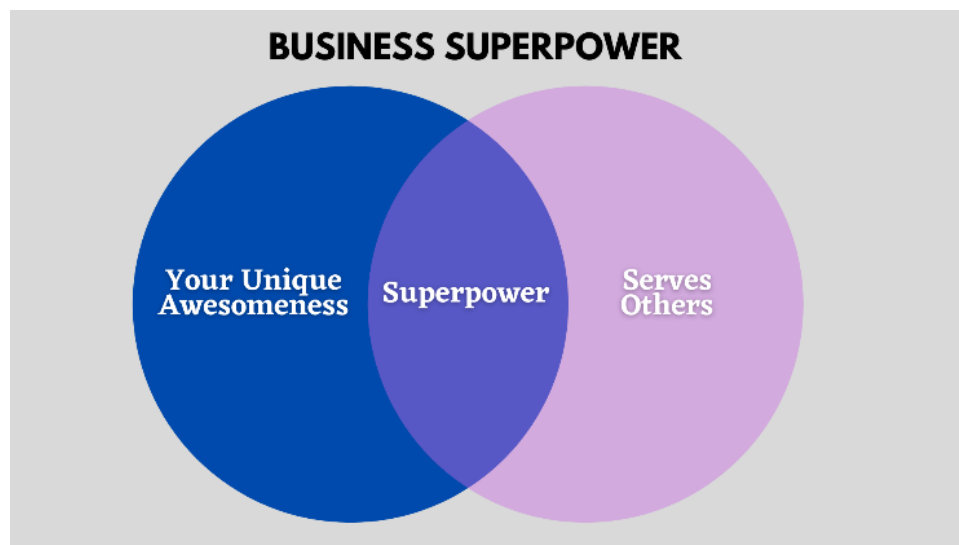 BUSINESS SUPERPOWER
Your Unique
Awesomeness
Superpower
Serves
Others